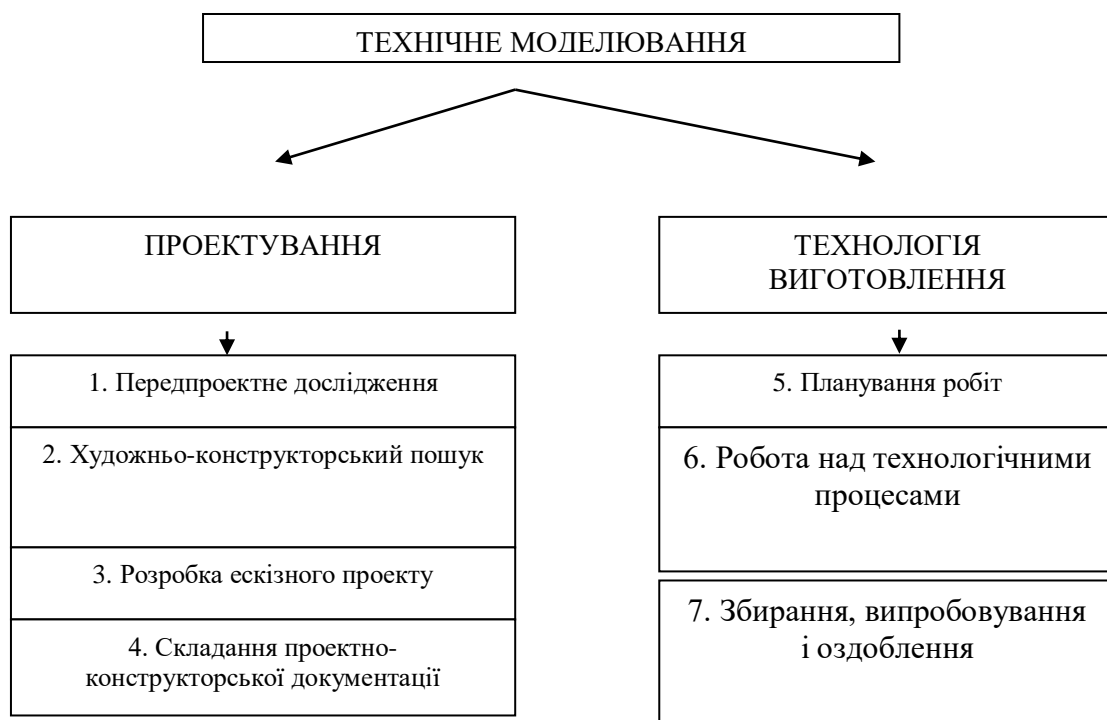 ТЕХНІЧНЕ МОДЕЛЮВАННЯ
ПРОЕКТУВАННЯ
1. Передпроектне дослідження
2. Художньо-конструкторський пошук
3. Розробка ескізного проекту
4. Складання проектно-
конструкторської документації
ТЕХНОЛОГІЯ
ВИГОТОВЛЕННЯ
5. Планування робіт
6. Робота над технологічними
процесами
7. Збирання, випробовування
і оздоблення